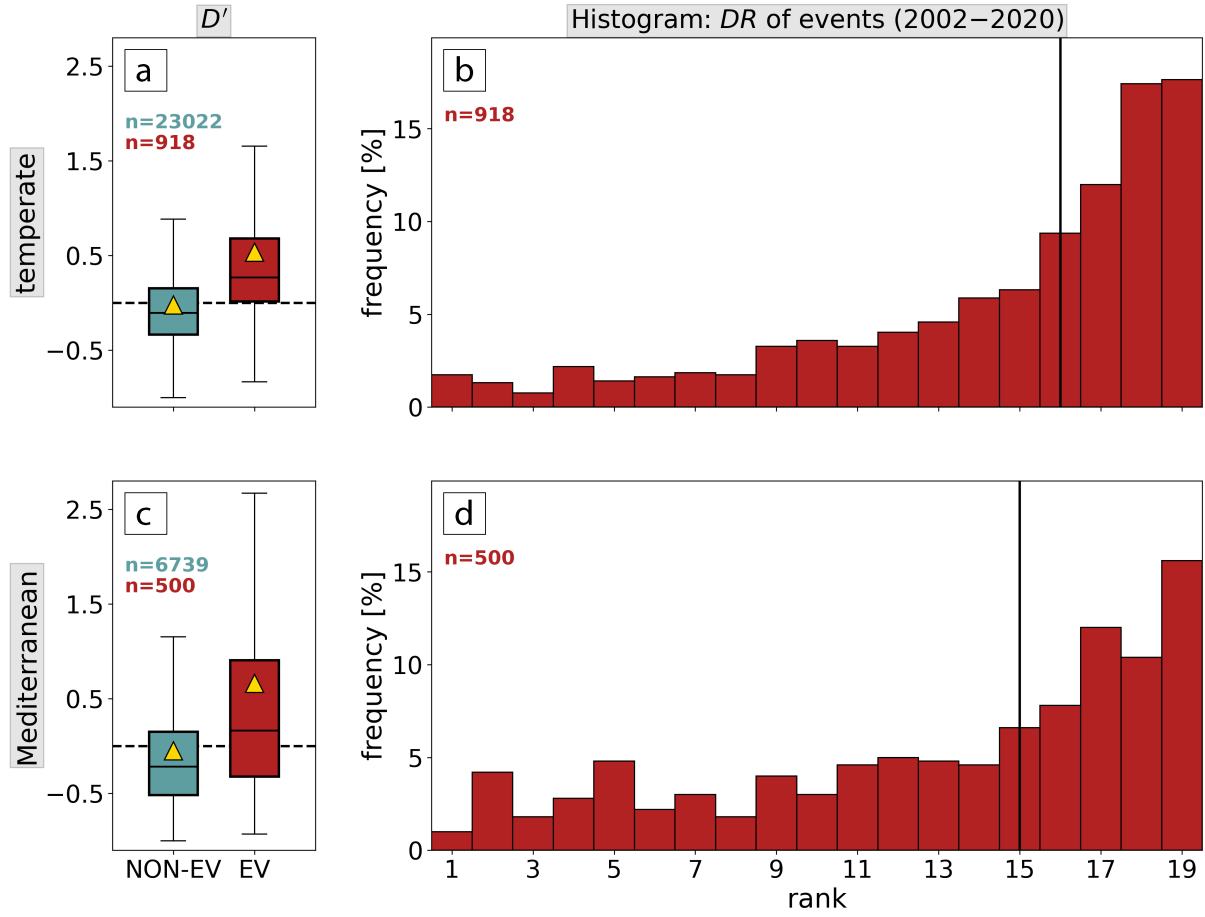 D′
Histogram: DR of events (2002−2020)
temperate
a
n=23022
n=918
2.5
1.5
0.5
−0.5
b
n=918
frequency [%]
15
10
5
0
Mediterranean
c
n=6739
n=500
2.5
1.5
0.5
−0.5
NON-EV EV
d
n=500
frequency [%]
15
10
5
0
1 3 5 7 9 11 13 15 17 19
rank